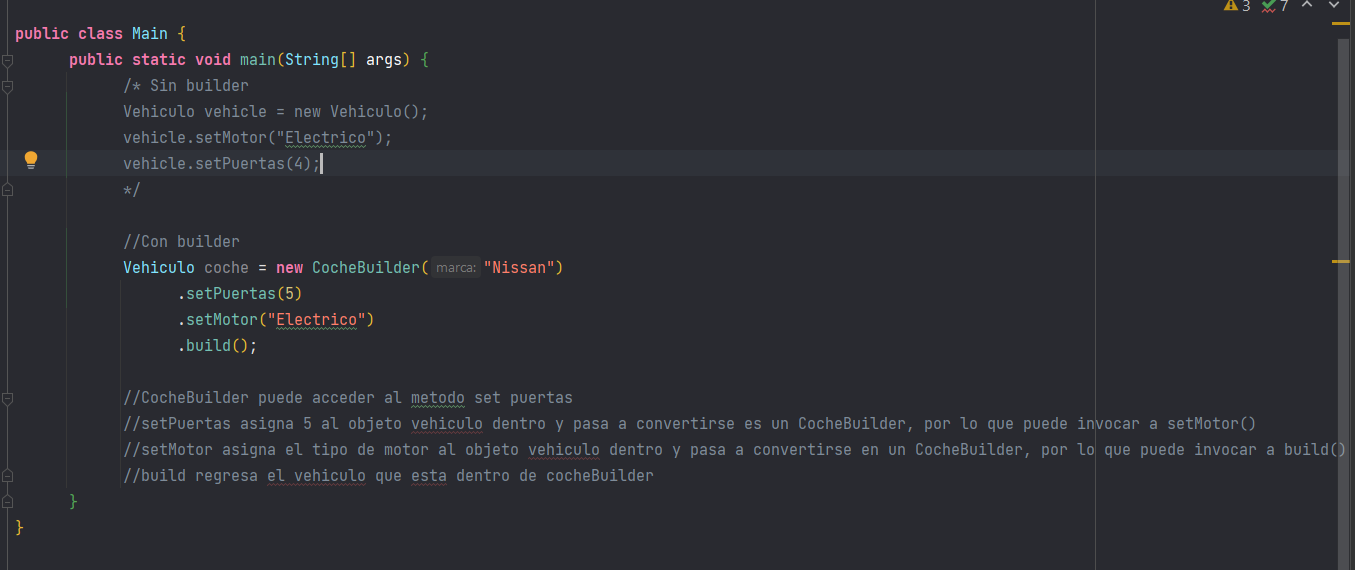 3 7
public class Main {
public static void main(String[] args) {
/* Sin builder
Vehiculo vehicle = new Vehiculo();
vehicle.setMotor("Electrico");
vehicle.setPuertas(4);
*/
//Con builder
Vehiculo coche = new CocheBuilder( marca: "Nissan")
.setPuertas(5)
.setMotor("Electrico")
.build();
//CocheBuilder puede acceder al metodo set puertas
//setPuertas asigna 5 al objeto vehiculo dentro y pasa a convertirse es un CocheBuilder, por lo que puede invocar a setMotor()
//setMotor asigna el tipo de motor al objeto vehiculo dentro y pasa a convertirse en un CocheBuilder, por lo que puede invocar a build()
//build regresa el vehiculo que esta dentro de cocheBuilder
}
}